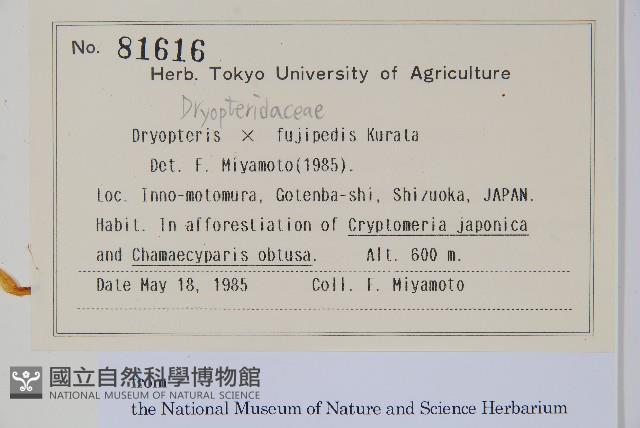 No. 81616
Herb. Tokyo University of Agriculture
Dryopteridaceae
Dryopteris × fujipedis Kurata
Det. F. Miyamoto(1985).
Loc. Inno-motomura, Gotenba-shi, Shizuoka, JAPAN.
Habit. In afforestiation of Cryptomeria japonica
and Chamaecyparis obtusa. Alt. 600 m.
Date May 18, 1985 Coll. F. Miyamoto
國立自然科學博物館
NATIONAL MUSEUM OF NATURAL SCIENCE
from
the National Museum of Nature and Science Herbarium